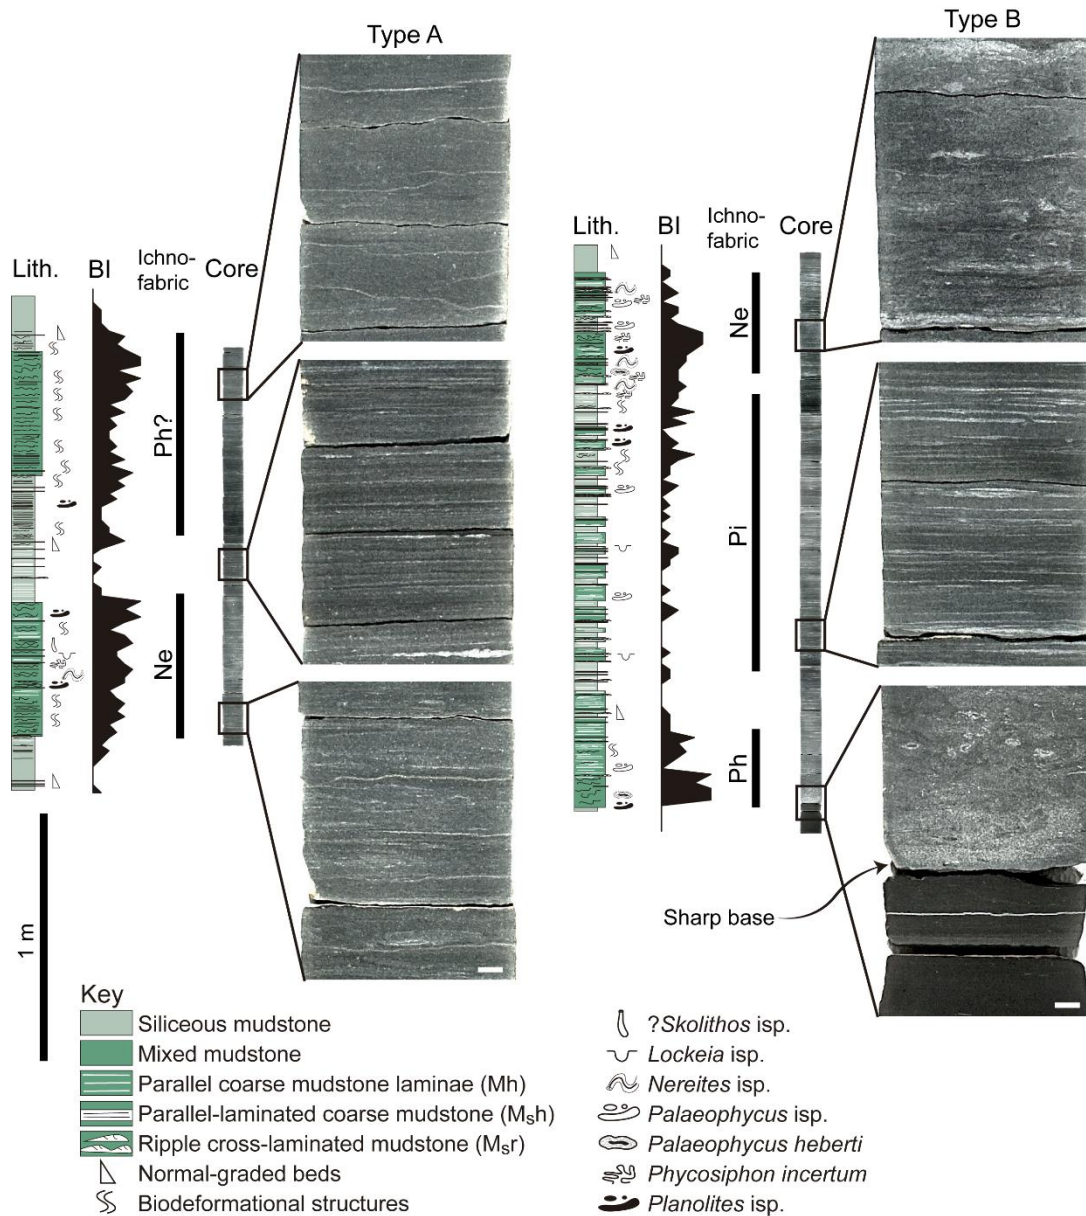 Type A
Type B
Lith.
BI
Ichno-
fabric
Core
Ph?
Ne
Lith.
BI
Ichno-
fabric
Core
Ne
Pi
Ph
Sharp base
1 m
Key
Siliceous mudstone
Mixed mudstone
Parallel coarse mudstone laminae (Mh)
Parallel-laminated coarse mudstone (Msh)
Ripple cross-laminated mudstone (Msr)
Normal-graded beds
Biodeformational structures
?Skolithos isp.
Lockeia isp.
Nereites isp.
Palaeophycus isp.
Palaeophycus heberti
Phycosiphon incertum
Planolites isp.